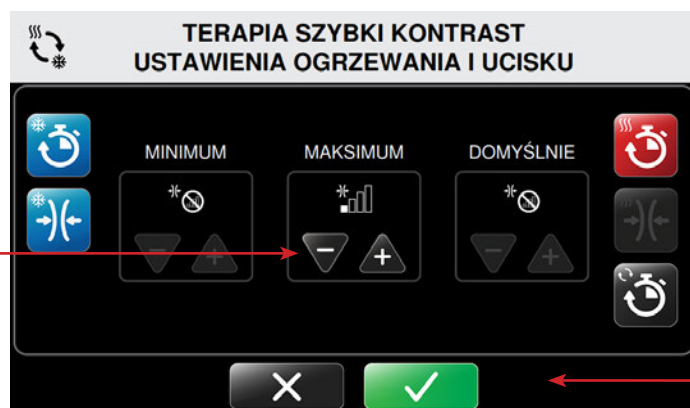 TERAPIA SZYBKI KONTRAST
USTAWIENIA OGRZEWANIA I UCISKU
MINIMUM MAKSIMUM DOMYŚLNIE